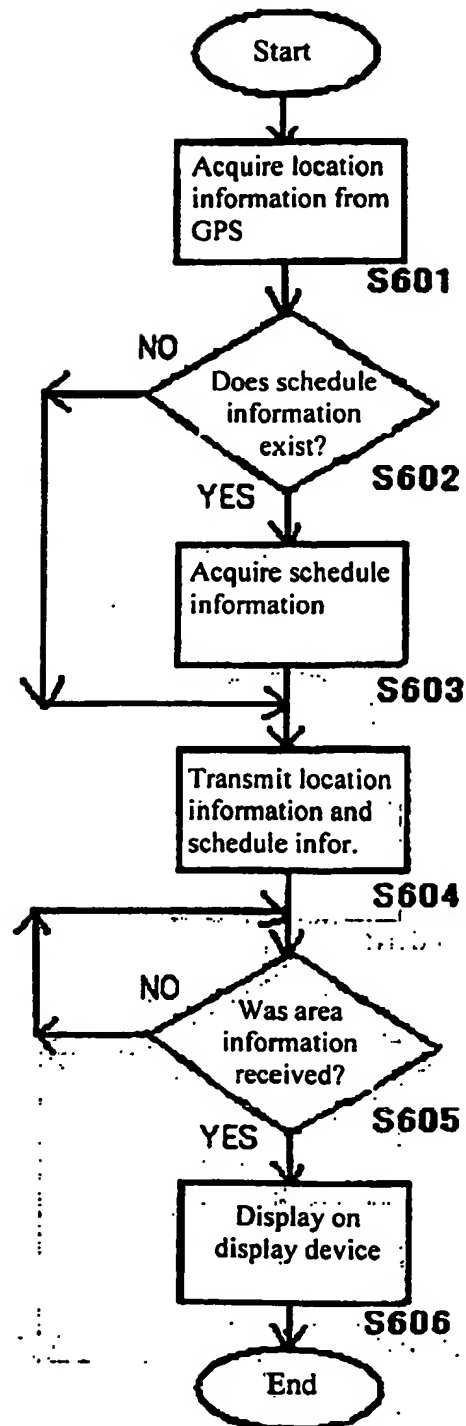 Start
Acquire location
information from
GPS
S601
NO
Does schedule
information
exist?
S602
YES
Acquire schedule
information
S603
Transmit location
information and
schedule infor.
S604
NO
Was area
information
received?
S605
YES
Display on
display device
S606
End